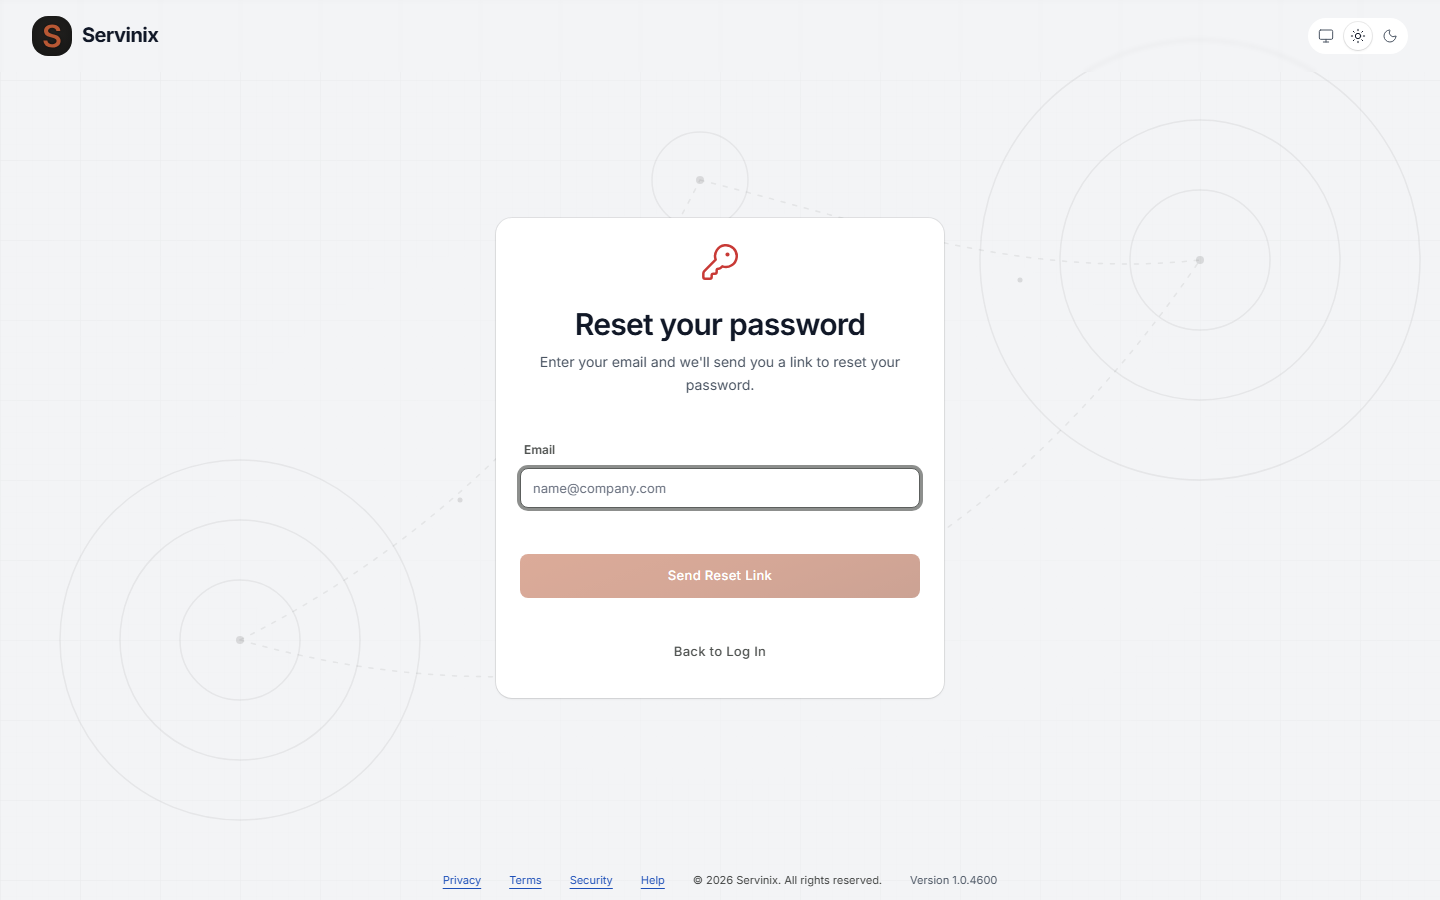 S Servinix
Reset your password
Enter your email and we'll send you a link to reset your
password.
Email
name@company.com
Send Reset Link
Back to Log In
Privacy Terms Security Help © 2026 Servinix. All rights reserved. Version 1.0.4600